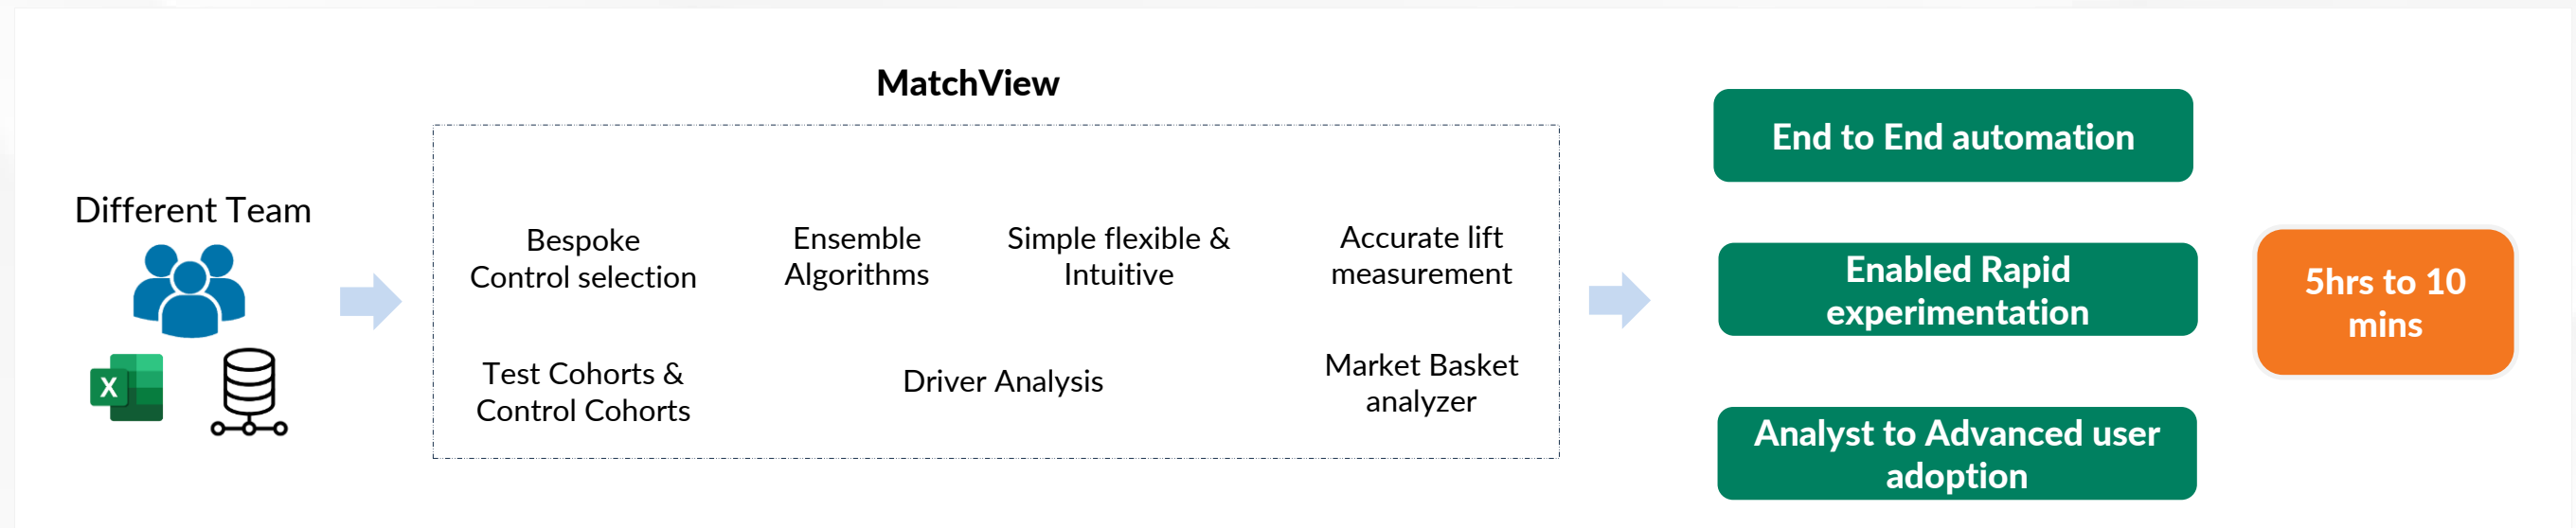 MatchView
Different Team
X
Bespoke
Control selection
Ensemble
Algorithms
Simple flexible &
Intuitive
Accurate lift
measurement
Test Cohorts &
Control Cohorts
Driver Analysis
Market Basket
analyzer
End to End automation
Enabled Rapid
experimentation
Analyst to Advanced user
adoption
5hrs to 10
mins